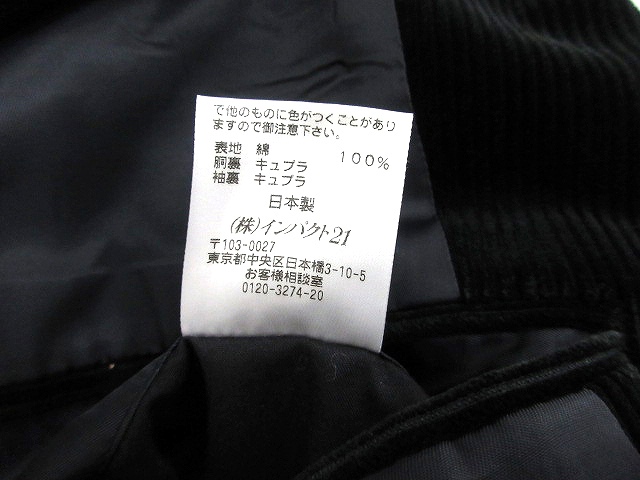 で他のものに色がつくことがあり
ますので御注意下さい。
表地 綿 100%
胴裏 キュプラ
袖裏 キュプラ
日本製
(株)インパクト21
〒103-0027
東京都中央区日本橋3-10-5
お客様相談室
0120-3274-20